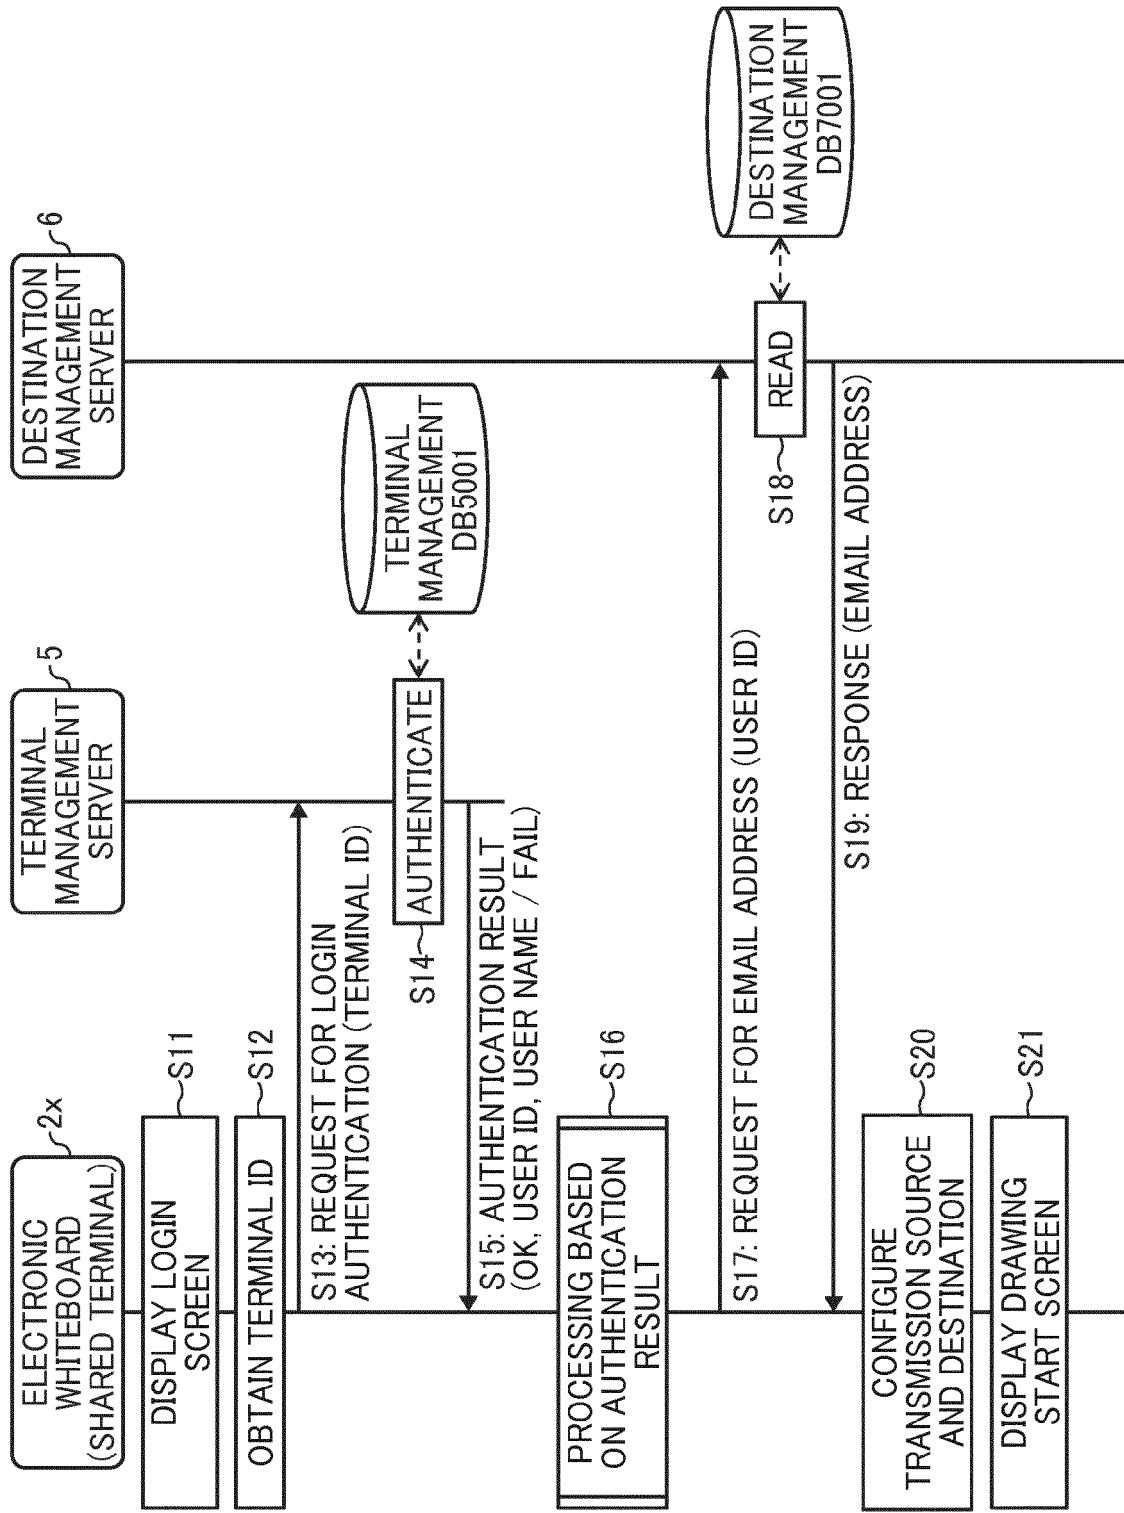 ELECTRONIC
WHITEBOARD
(SHARED TERMINAL)
2x
TERMINAL
MANAGEMENT
SERVER
5
DESTINATION
MANAGEMENT
SERVER
6
DISPLAY LOGIN
SCREEN
S11
OBTAIN TERMINAL ID
S12
S13: REQUEST FOR LOGIN
AUTHENTICATION (TERMINAL ID)
AUTHENTICATE
S14
TERMINAL
MANAGEMENT
DB5001
S15: AUTHENTICATION RESULT
(OK, USER ID, USER NAME / FAIL)
PROCESSING BASED
ON AUTHENTICATION
RESULT
S16
S17: REQUEST FOR EMAIL ADDRESS (USER ID)
READ
S18
DESTINATION
MANAGEMENT
DB7001
S19: RESPONSE (EMAIL ADDRESS)
CONFIGURE
TRANSMISSION SOURCE
AND DESTINATION
S20
DISPLAY DRAWING
START SCREEN
S21